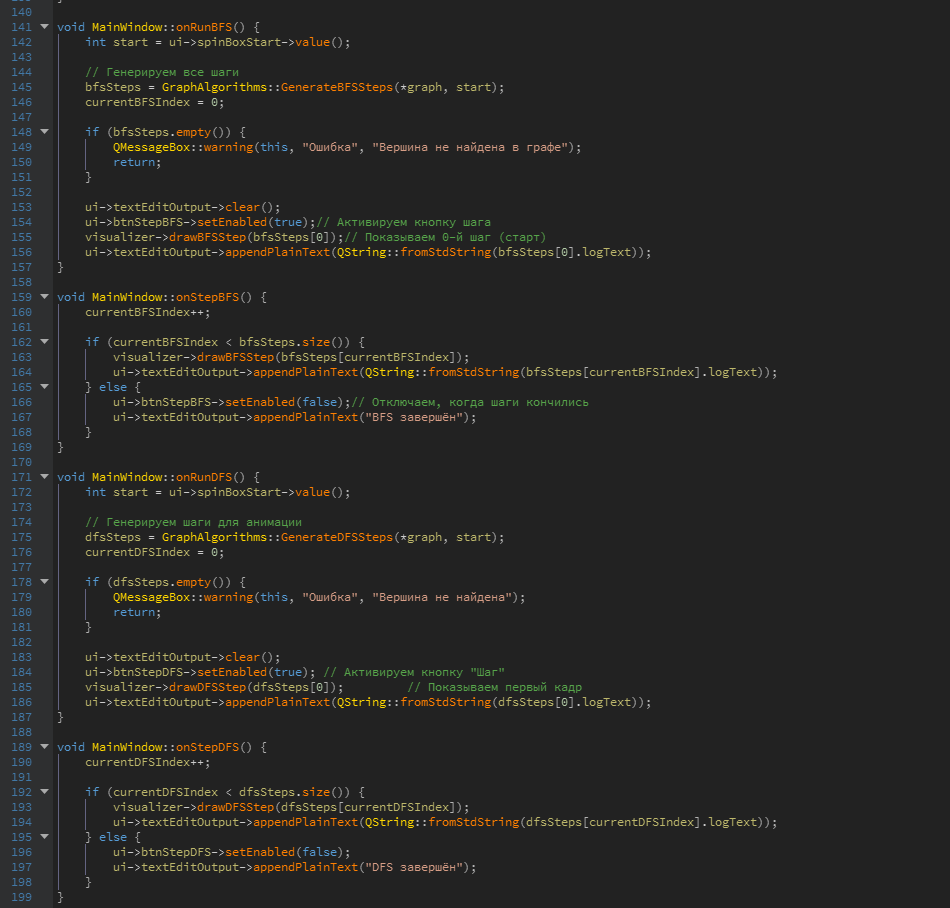 140
141 void MainWindow::onRunBFS() {
142     int start = ui->spinBoxStart->value();
143
144     // Генерируем все шаги
145     bfsSteps = GraphAlgorithms::GenerateBFSSteps(*graph, start);
146     currentBFSIndex = 0;
147
148     if (bfsSteps.empty()) {
149         QMessageBox::warning(this, "Ошибка", "Вершина не найдена в графе");
150         return;
151     }
152
153     ui->textEditOutput->clear();
154     ui->btnStepBFS->setEnabled(true);// Активируем кнопку шага
155     visualizer->drawBFSStep(bfsSteps[0]);// Показываем 0-й шаг (старт)
156     ui->textEditOutput->appendPlainText(QString::fromStdString(bfsSteps[0].logText));
157 }
158
159 void MainWindow::onStepBFS() {
160     currentBFSIndex++;
161
162     if (currentBFSIndex < bfsSteps.size()) {
163         visualizer->drawBFSStep(bfsSteps[currentBFSIndex]);
164         ui->textEditOutput->appendPlainText(QString::fromStdString(bfsSteps[currentBFSIndex].logText));
165     } else {
166         ui->btnStepBFS->setEnabled(false);// Отключаем, когда шаги кончились
167         ui->textEditOutput->appendPlainText("BFS завершён");
168     }
169 }
170
171 void MainWindow::onRunDFS() {
172     int start = ui->spinBoxStart->value();
173
174     // Генерируем шаги для анимации
175     dfsSteps = GraphAlgorithms::GenerateDFSSteps(*graph, start);
176     currentDFSIndex = 0;
177
178     if (dfsSteps.empty()) {
179         QMessageBox::warning(this, "Ошибка", "Вершина не найдена");
180         return;
181     }
182
183     ui->textEditOutput->clear();
184     ui->btnStepDFS->setEnabled(true); // Активируем кнопку "Шаг"
185     visualizer->drawDFSStep(dfsSteps[0]);         // Показываем первый кадр
186     ui->textEditOutput->appendPlainText(QString::fromStdString(dfsSteps[0].logText));
187 }
188
189 void MainWindow::onStepDFS() {
190     currentDFSIndex++;
191
192     if (currentDFSIndex < dfsSteps.size()) {
193         visualizer->drawDFSStep(dfsSteps[currentDFSIndex]);
194         ui->textEditOutput->appendPlainText(QString::fromStdString(dfsSteps[currentDFSIndex].logText));
195     } else {
196         ui->btnStepDFS->setEnabled(false);
197         ui->textEditOutput->appendPlainText("DFS завершён");
198     }
199 }